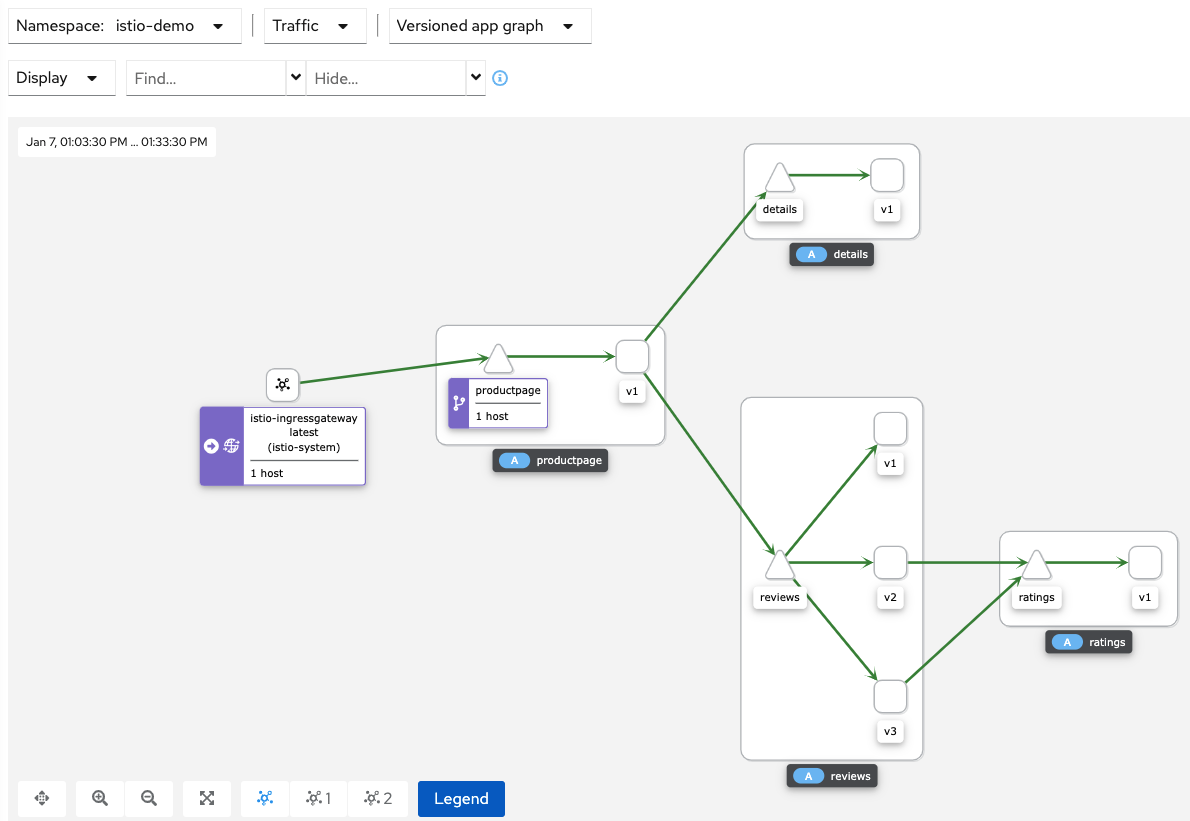 Namespace: istio-demo Traffic Versioned app graph
Display Find... Hide...
Jan 7, 01:03:30 PM ... 01:33:30 PM
details v1
A details
productpage
1 host
v1
A productpage
istio-ingressgateway
latest
(istio-system)
1 host
v1
reviews v2
v3
A reviews
ratings v1
A ratings
1 2 Legend